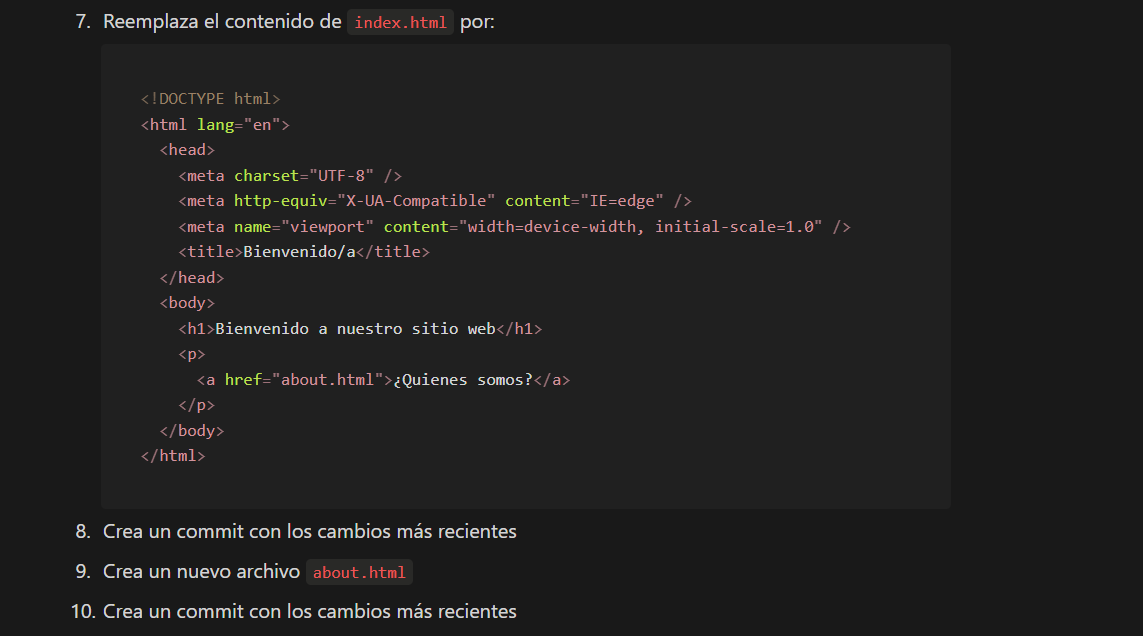 7. Reemplaza el contenido de index.html por:
<!DOCTYPE html>
<html lang="en">
  <head>
    <meta charset="UTF-8" />
    <meta http-equiv="X-UA-Compatible" content="IE=edge" />
    <meta name="viewport" content="width=device-width, initial-scale=1.0" />
    <title>Bienvenido/a</title>
  </head>
  <body>
    <h1>Bienvenido a nuestro sitio web</h1>
    <p>
      <a href="about.html">¿Quienes somos?</a>
    </p>
  </body>
</html>
8. Crea un commit con los cambios más recientes
9. Crea un nuevo archivo about.html
10. Crea un commit con los cambios más recientes